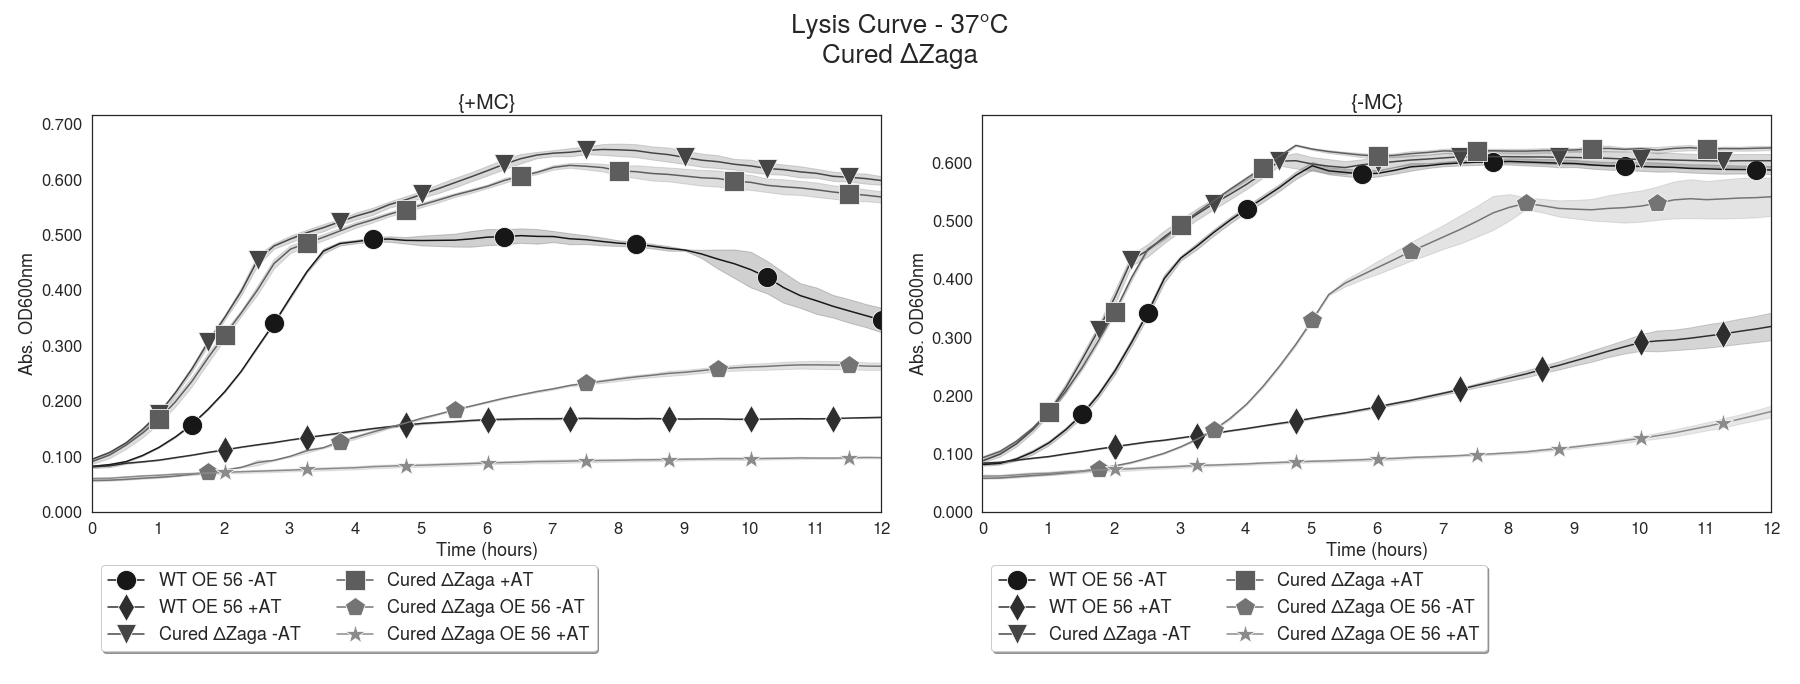 Lysis Curve - 37°C
Cured ΔZaga
{+MC}
0.700
0.600
0.500
0.400
0.300
0.200
0.100
0.000
Abs. OD600nm
0 1 2 3 4 5 6 7 8 9 10 11 12
Time (hours)
WT OE 56 -AT
WT OE 56 +AT
Cured ΔZaga -AT
Cured ΔZaga +AT
Cured ΔZaga OE 56 -AT
Cured ΔZaga OE 56 +AT
{-MC}
0.600
0.500
0.400
0.300
0.200
0.100
0.000
Abs. OD600nm
0 1 2 3 4 5 6 7 8 9 10 11 12
Time (hours)
WT OE 56 -AT
WT OE 56 +AT
Cured ΔZaga -AT
Cured ΔZaga +AT
Cured ΔZaga OE 56 -AT
Cured ΔZaga OE 56 +AT